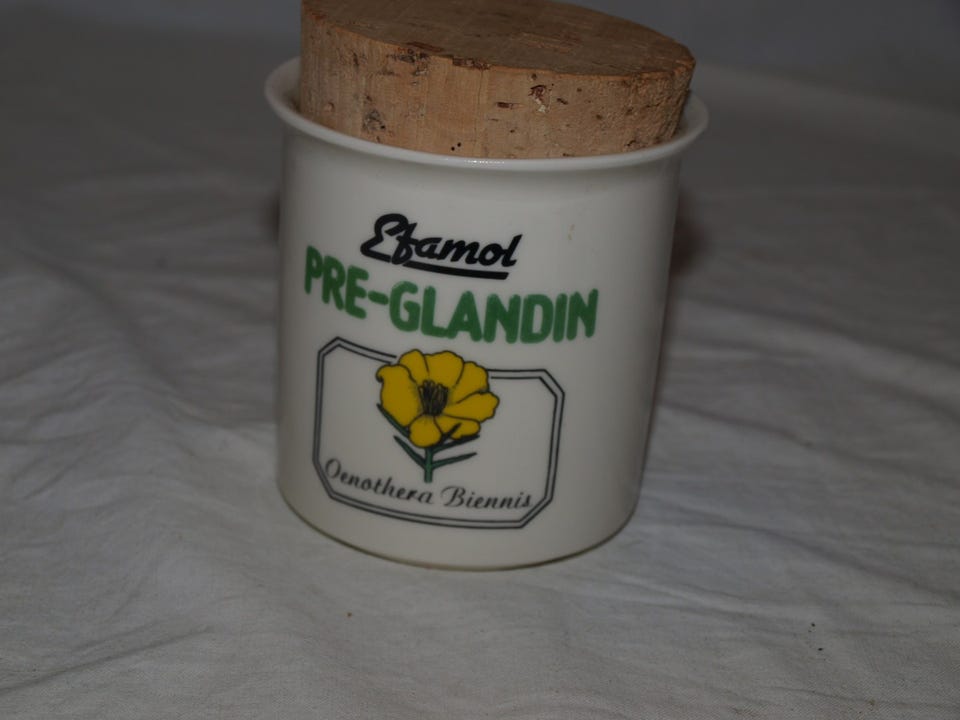 Efamol
PRE-GLANDIN
Oenothera Biennis